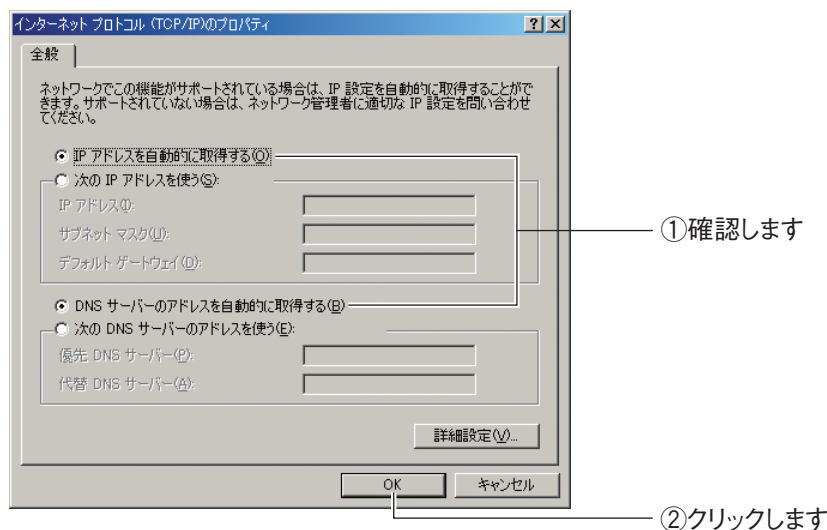 インターネット プロトコル (TCP/IP)のプロパティ
全般
ネットワークでこの機能がサポートされている場合は、IP 設定を自動的に取得することがで
きます。サポートされていない場合は、ネットワーク管理者に適切な IP 設定を問い合わせ
てください。
IP アドレスを自動的に取得する(O)
次の IP アドレスを使う(S):
IP アドレス(I):
サブネット マスク(U):
デフォルト ゲートウェイ(D):
①確認します
DNS サーバーのアドレスを自動的に取得する(B)
次の DNS サーバーのアドレスを使う(E):
優先 DNS サーバー(P):
代替 DNS サーバー(A):
詳細設定(V)...
OK
キャンセル
②クリックします